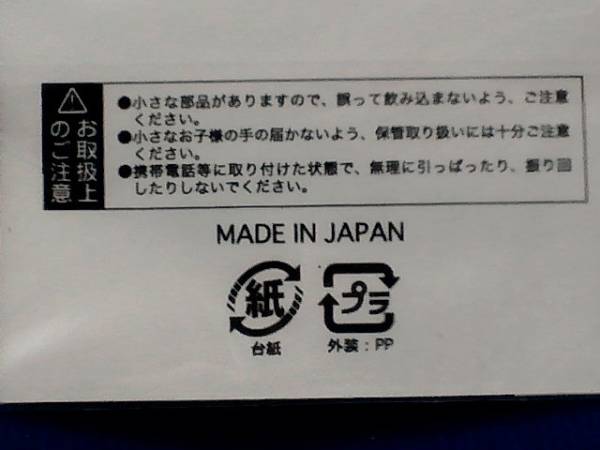 お取扱上
のご注意
●小さな部品がありますので、誤って飲み込まないよう、ご注意
ください。
●小さなお子様の手の届かないよう、保管取り扱いには十分ご注意
ください。
●携帯電話等に取り付けた状態で、無理に引っぱったり、振り回
したりしないでください。
MADE IN JAPAN
紙
プラ
台紙
外装：PP